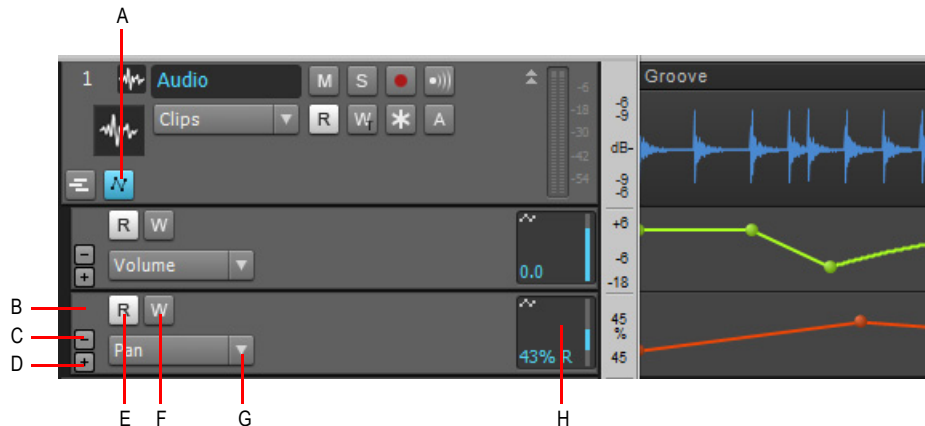 A
1 Audio M S
Clips R W A
-6
-18
-30
-42
-54
-6
-9
dB-
-9
-6
Groove
R W
Volume
0.0
+6
-6
-18
B
R W
C
-
Pan
D
+
43% R
45
%
45
E F G H